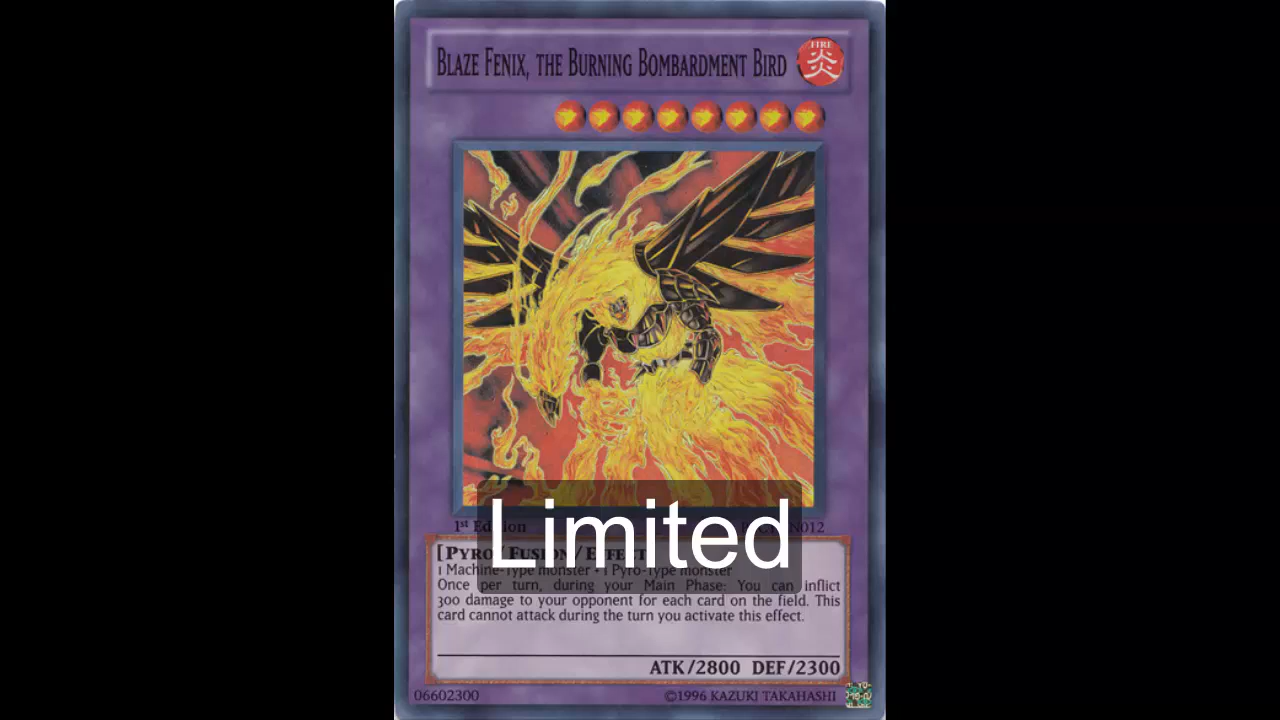 BLAZE FENIX, THE BURNING BOMBARDMENT BIRD
FIRE
炎
1st Edition
N012
Limited
[PYRO/FUSION/EFFECT
1 Machine-Type monster + 1 Pyro-Type monster
Once per turn, during your Main Phase: You can inflict
300 damage to your opponent for each card on the field. This
card cannot attack during the turn you activate this effect.
ATK/2800 DEF/2300
06602300
©1996 KAZUKI TAKAHASHI